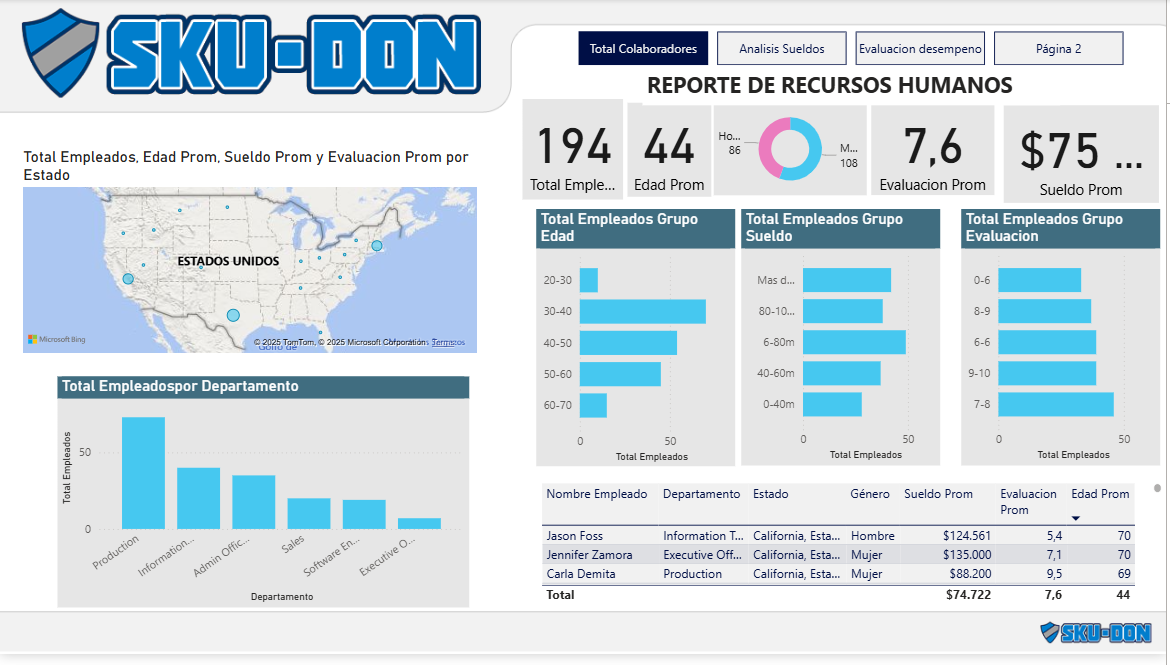 SKU-DON
Total Colaboradores
Analisis Sueldos
Evaluacion desempeno
Página 2
REPORTE DE RECURSOS HUMANOS
194
Total Emple...
44
Edad Prom
Ho...
86
M...
108
7,6
Evaluacion Prom
$75 ...
Sueldo Prom
Total Empleados, Edad Prom, Sueldo Prom y Evaluacion Prom por
Estado
ESTADOS UNIDOS
Golfo de
Microsoft Bing
© 2025 TomTom, © 2025 Microsoft Corporation, Terminos
Total Empleados Grupo
Edad
20-30
30-40
40-50
50-60
60-70
0
50
Total Empleados
Total Empleados Grupo
Sueldo
Mas d...
80-10...
6-80m
40-60m
0-40m
0
50
Total Empleados
Total Empleados Grupo
Evaluacion
0-6
8-9
6-6
9-10
7-8
0
50
Total Empleados
Total Empleadospor Departamento
Total Empleados
50
0
Production
Information...
Admin Offic...
Sales
Software En...
Executive O...
Departamento
Nombre Empleado Departamento Estado Género Sueldo Prom Evaluacion Prom Edad Prom
Jason Foss Information T... California, Esta... Hombre $124.561 5,4 70
Jennifer Zamora Executive Off... California, Esta... Mujer $135.000 7,1 70
Carla Demita Production California, Esta... Mujer $88.200 9,5 69
Total $74.722 7,6 44
SKU-DON